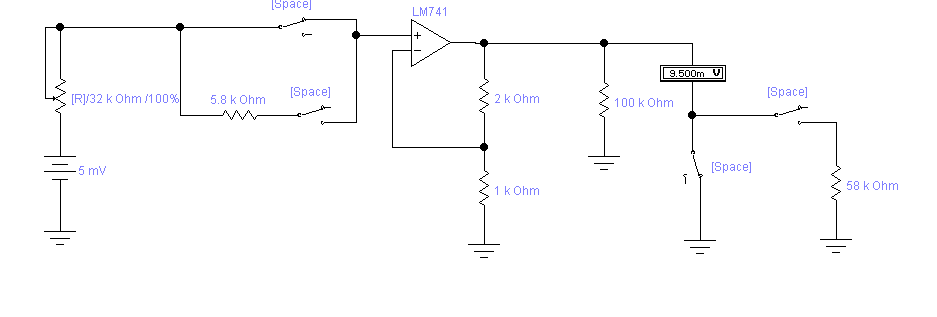 [Space]
LM741
+
−
9.500m V
[R]/32 k Ohm /100%
5.8 k Ohm
[Space]
2 k Ohm
100 k Ohm
[Space]
5 mV
[Space]
1 k Ohm
58 k Ohm